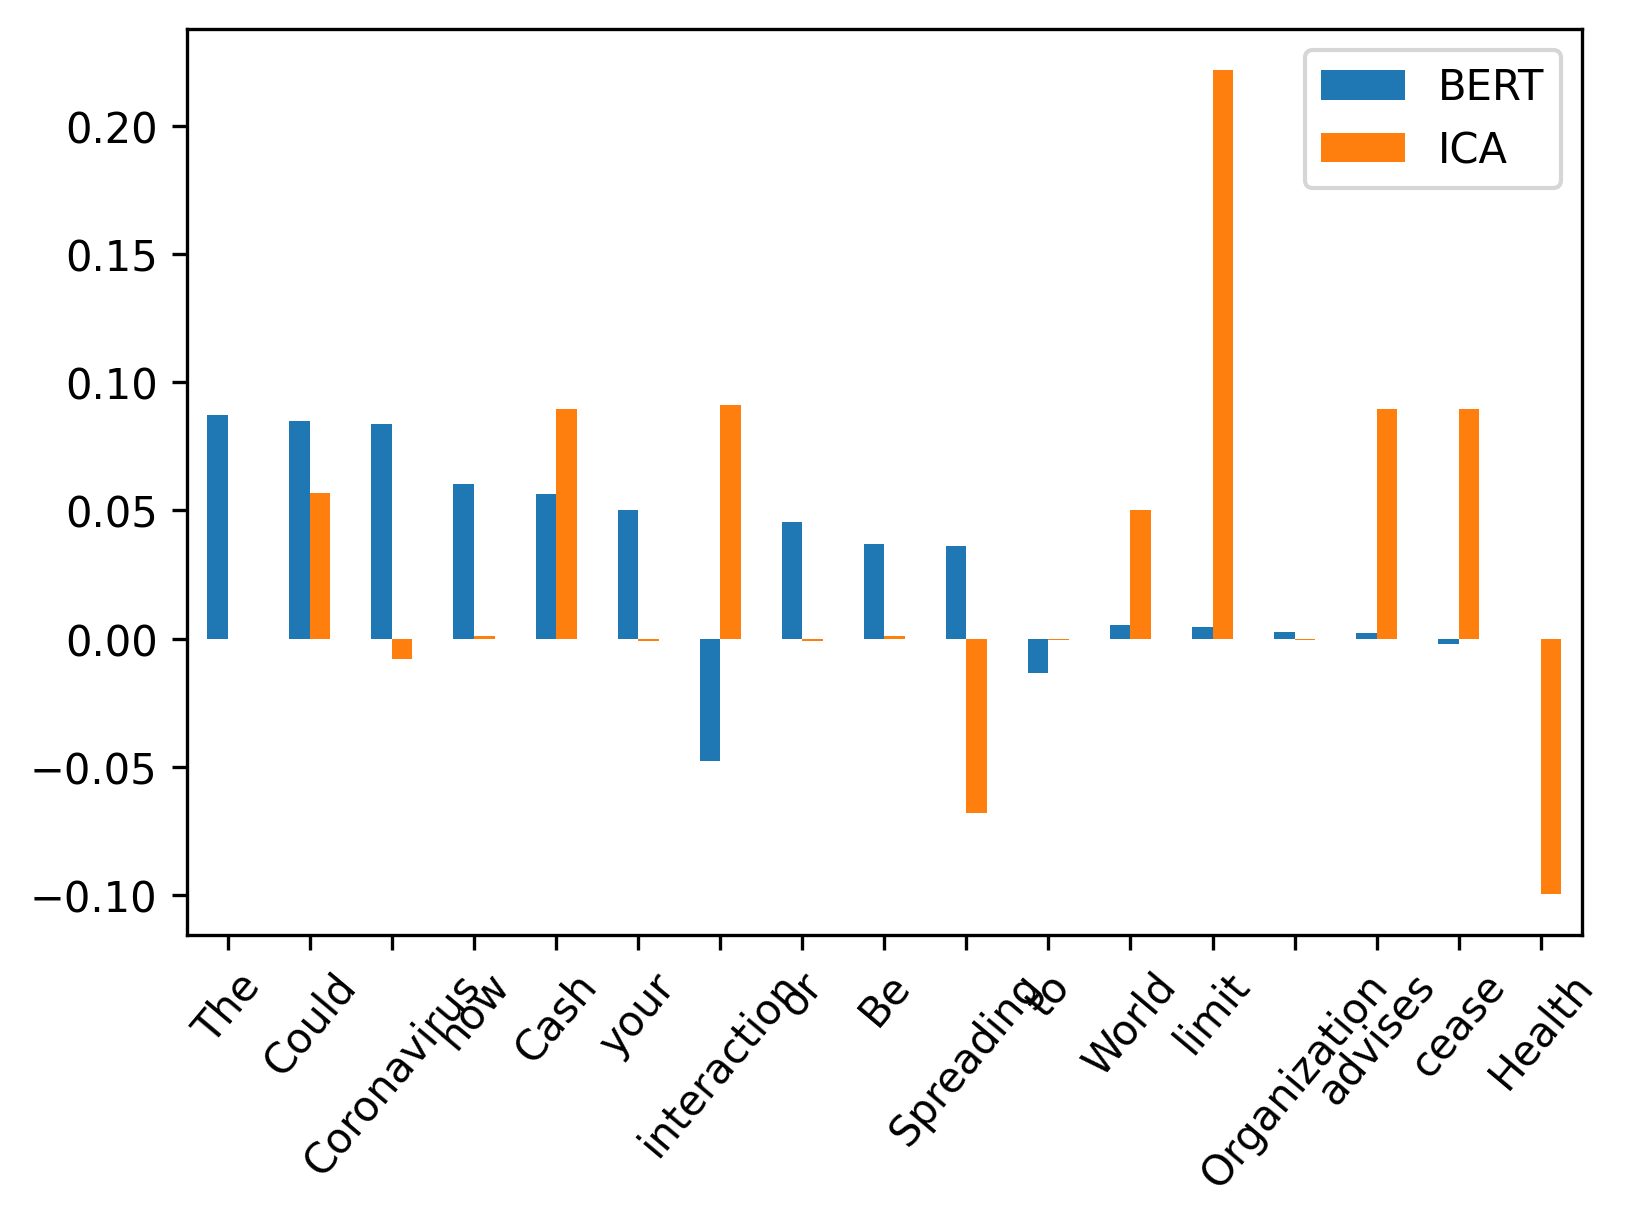 BERT
ICA
0.20
0.15
0.10
0.05
0.00
−0.05
−0.10
The
Could
Coronavirus
how
Cash
your
interaction
or
Be
Spreading
to
World
limit
Organization
advises
cease
Health